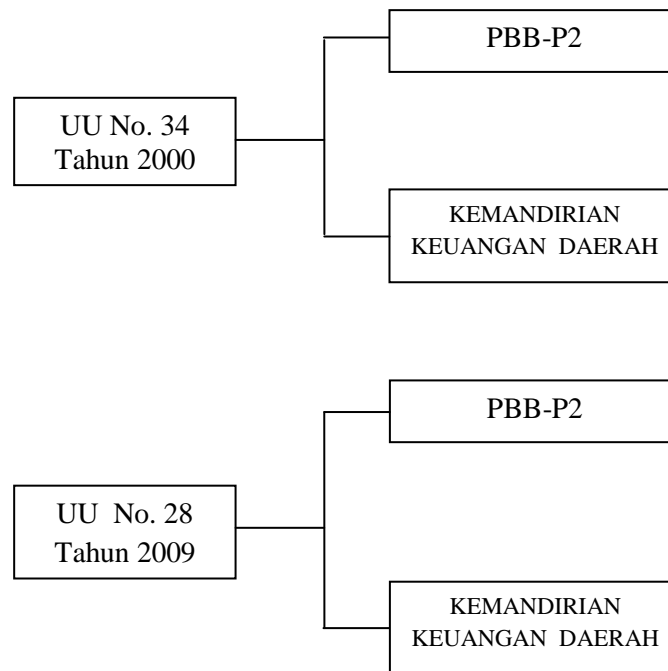 PBB-P2
UU No. 34
Tahun 2000
KEMANDIRIAN
KEUANGAN DAERAH
PBB-P2
UU No. 28
Tahun 2009
KEMANDIRIAN
KEUANGAN DAERAH